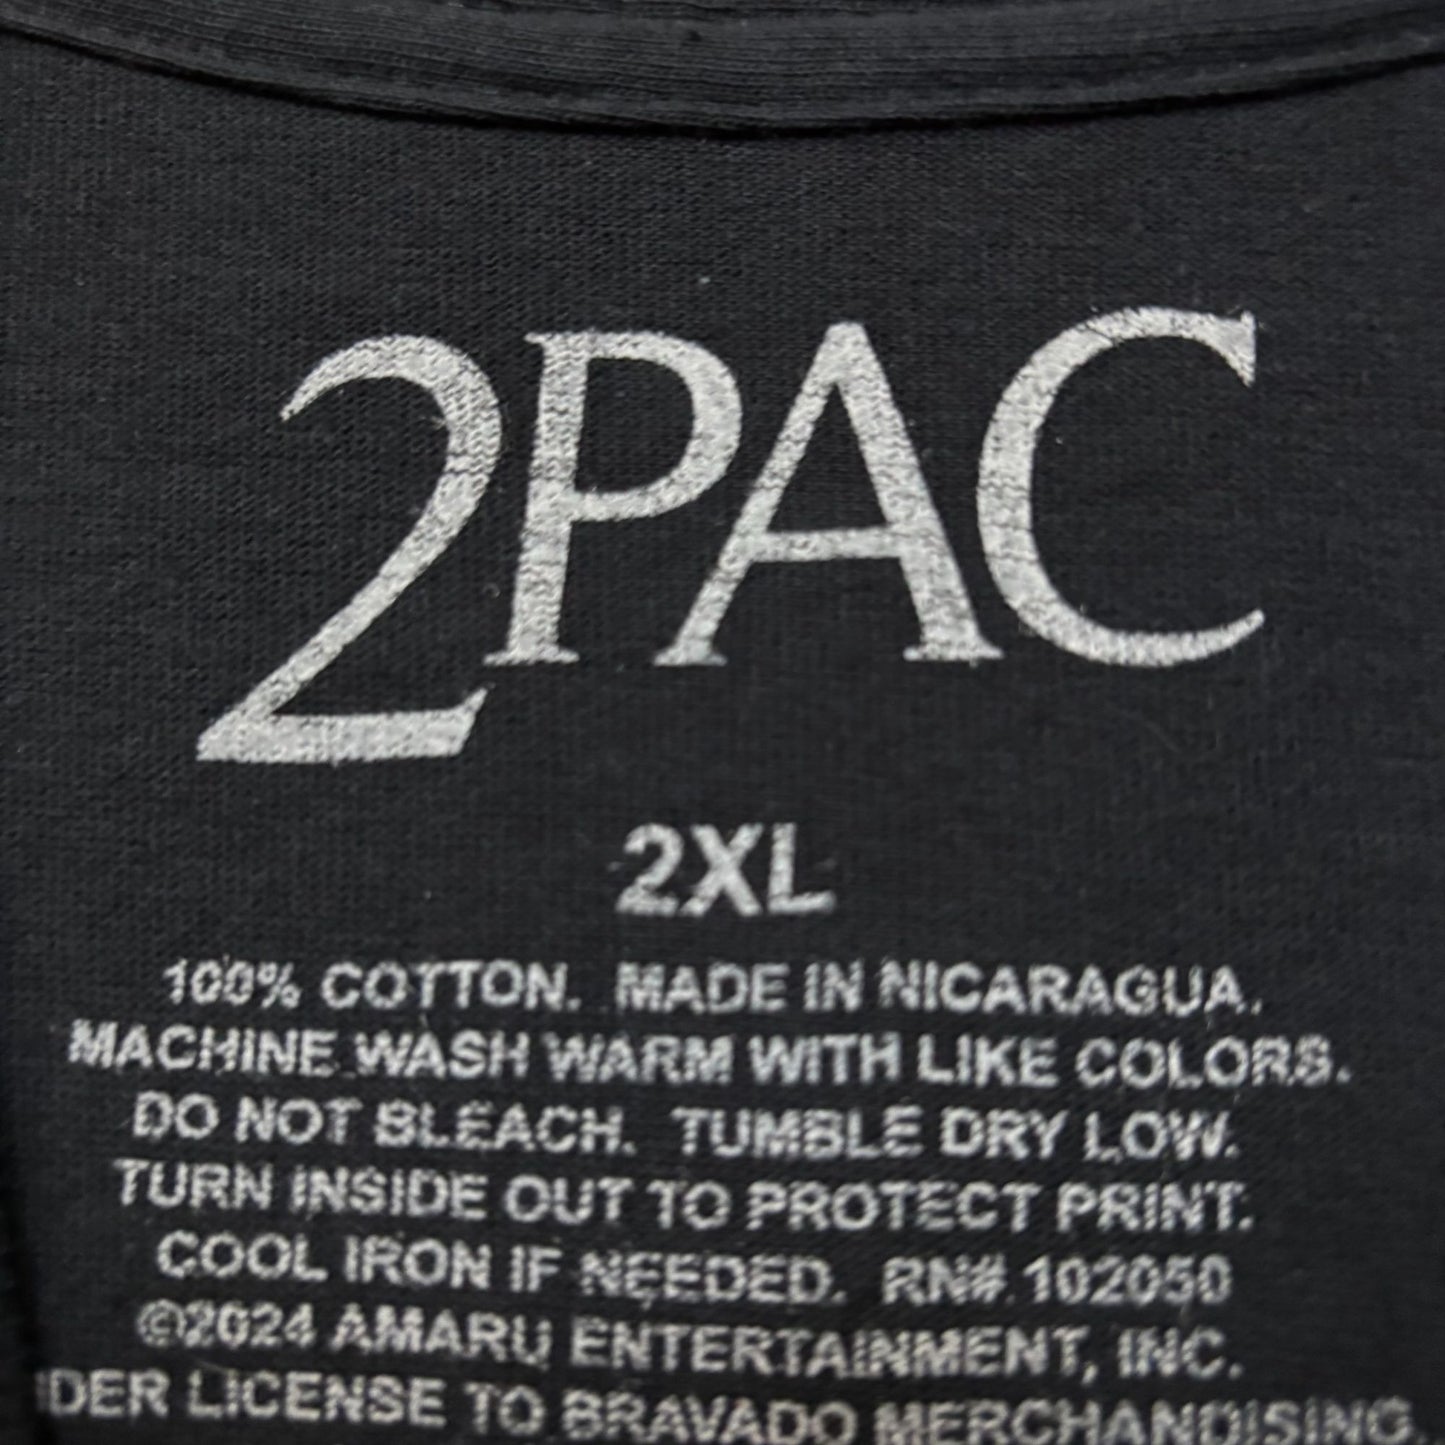 2PAC
2XL
100% COTTON. MADE IN NICARAGUA.
MACHINE WASH WARM WITH LIKE COLORS.
DO NOT BLEACH. TUMBLE DRY LOW.
TURN INSIDE OUT TO PROTECT PRINT.
COOL IRON IF NEEDED. RN# 102050
©2024 AMARU ENTERTAINMENT, INC.
DER LICENSE TO BRAVADO MERCHANDISING.